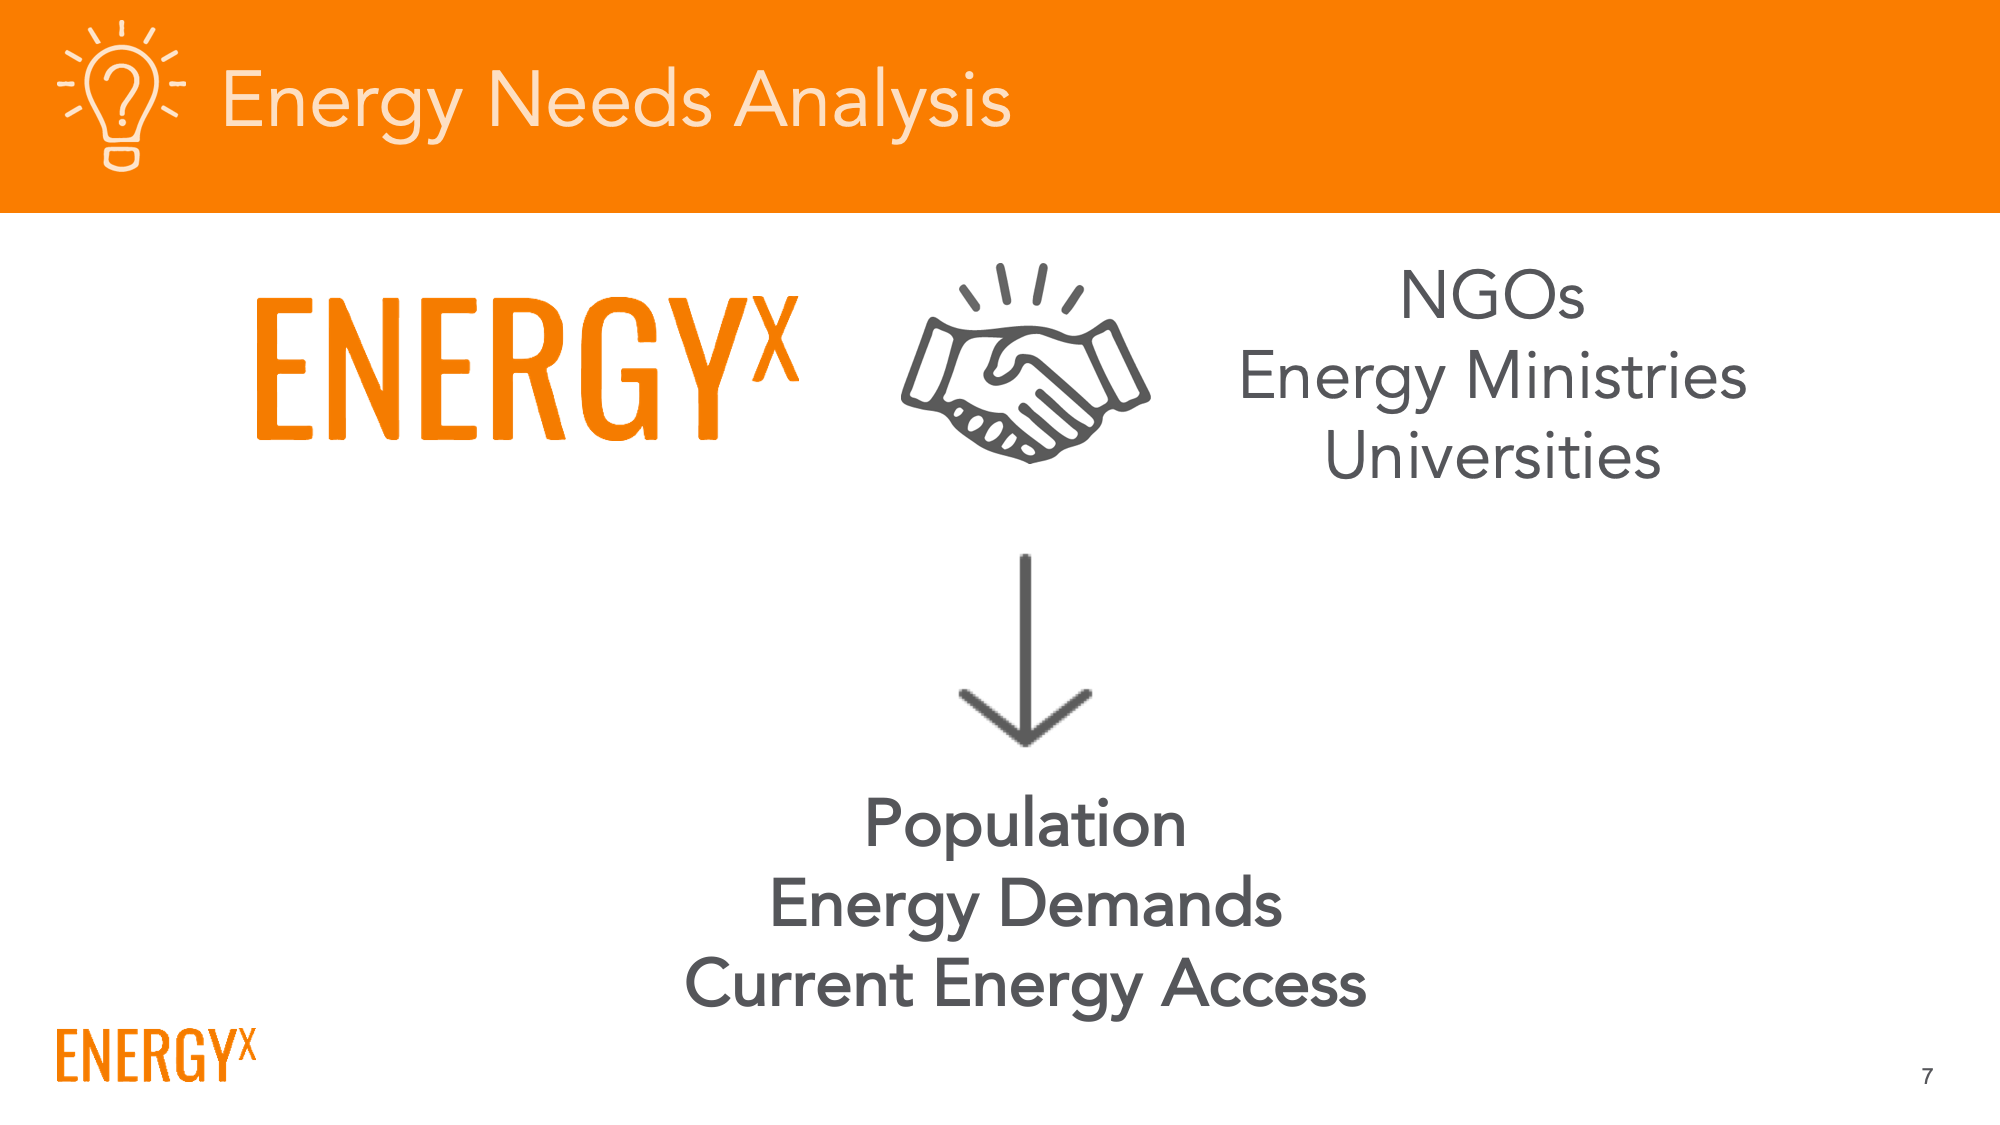 Energy Needs Analysis
ENERGYX
NGOs
Energy Ministries
Universities
Population
Energy Demands
Current Energy Access
ENERGYX
7